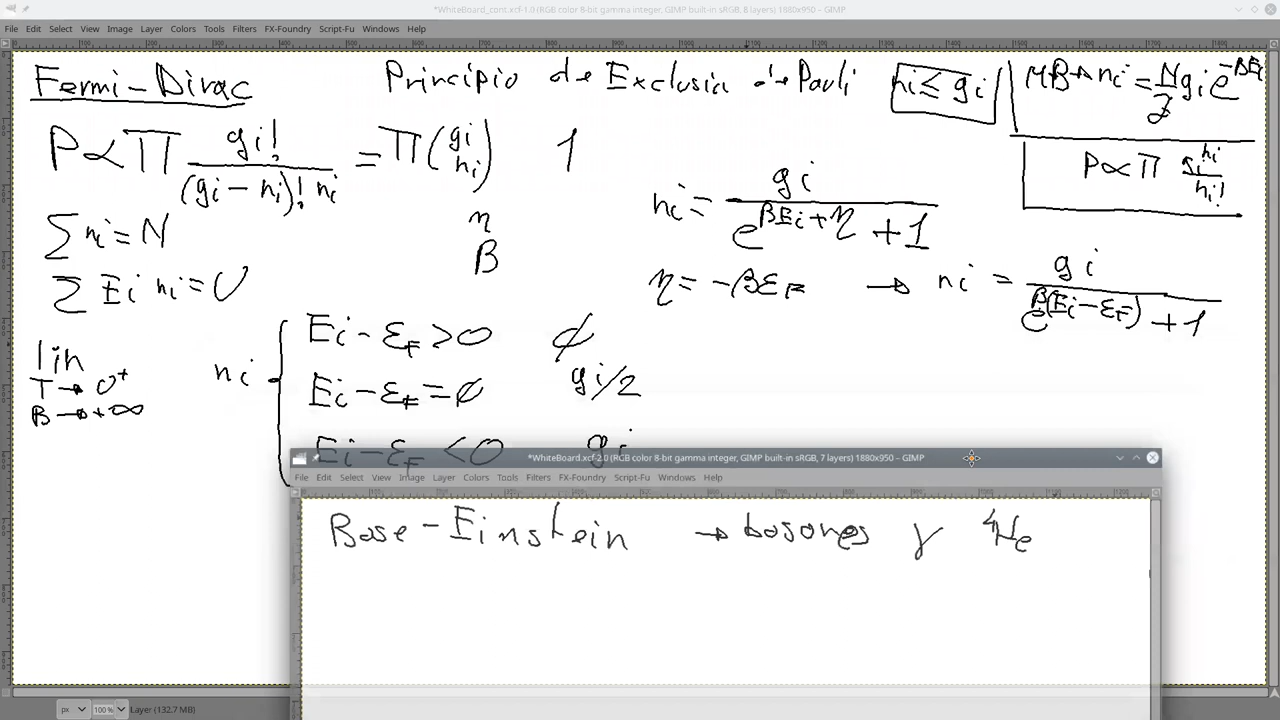 *WhiteBoard_cont.xcf-1.0 (RGB color 8-bit gamma integer, GIMP built-in sRGB, 8 layers) 1880x950 – GIMP
File Edit Select View Image Layer Colors Tools Filters FX-Foundry Script-Fu Windows Help
Fermi-Dirac Principio de Exclusia de Pauli ni ≤ gi
MB→ ni = N/Z gi e^-βEi
P ∝ Π gi!/(gi - ni)! ni = Π (gi ni) 1
P ∝ Π gi^ni/ni!
ni = gi/e^βEi+η +1
Σ ni = N η
Σ Ei ni = U β
η = -βεF → ni = gi/e^β(Ei-εF) +1
lim T→0+ β→+∞
ni { Ei - εF > 0 ϕ
Ei - εF = ϕ gi/2
Ei - εF < 0 gi
*WhiteBoard.xcf-2.0 (RGB color 8-bit gamma integer, GIMP built-in sRGB, 7 layers) 1880x950 – GIMP
File Edit Select View Image Layer Colors Tools Filters FX-Foundry Script-Fu Windows Help
Bose-Einstein → bosones γ ⁴He
px 100% Layer (132.7 MB)